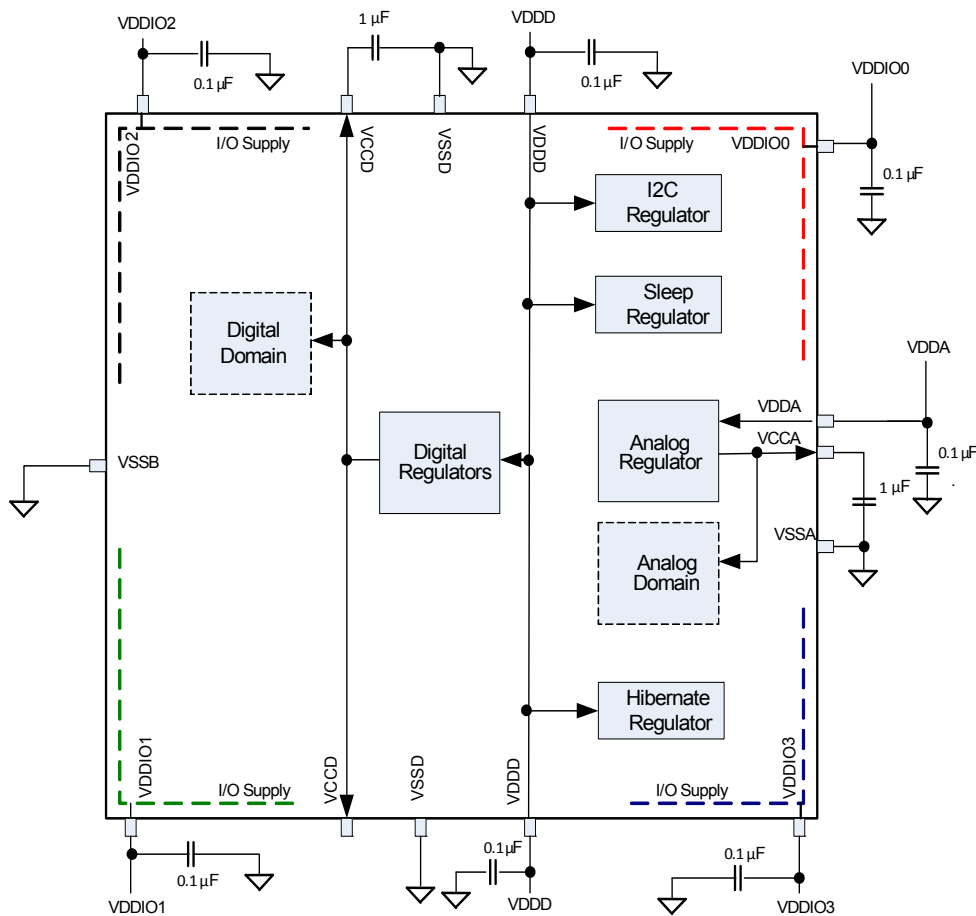 VDDIO2
1 µF
VDDD
0.1 µF
0.1 µF
VDDIO0
0.1 µF
VDDIO2
I/O Supply
VCCD
VSSD
VDDD
I/O Supply
VDDIO0
I2C
Regulator
Sleep
Regulator
Digital
Domain
VDDA
VDDA
VCCA
Analog
Regulator
Digital
Regulators
VSSB
0.1 µF
.
1 µF
VSSA
Analog
Domain
Hibernate
Regulator
VDDIO1
I/O Supply
VCCD
VSSD
VDDD
I/O Supply
VDDIO3
0.1 µF
0.1 µF
0.1 µF
VDDIO1
VDDD
VDDIO3